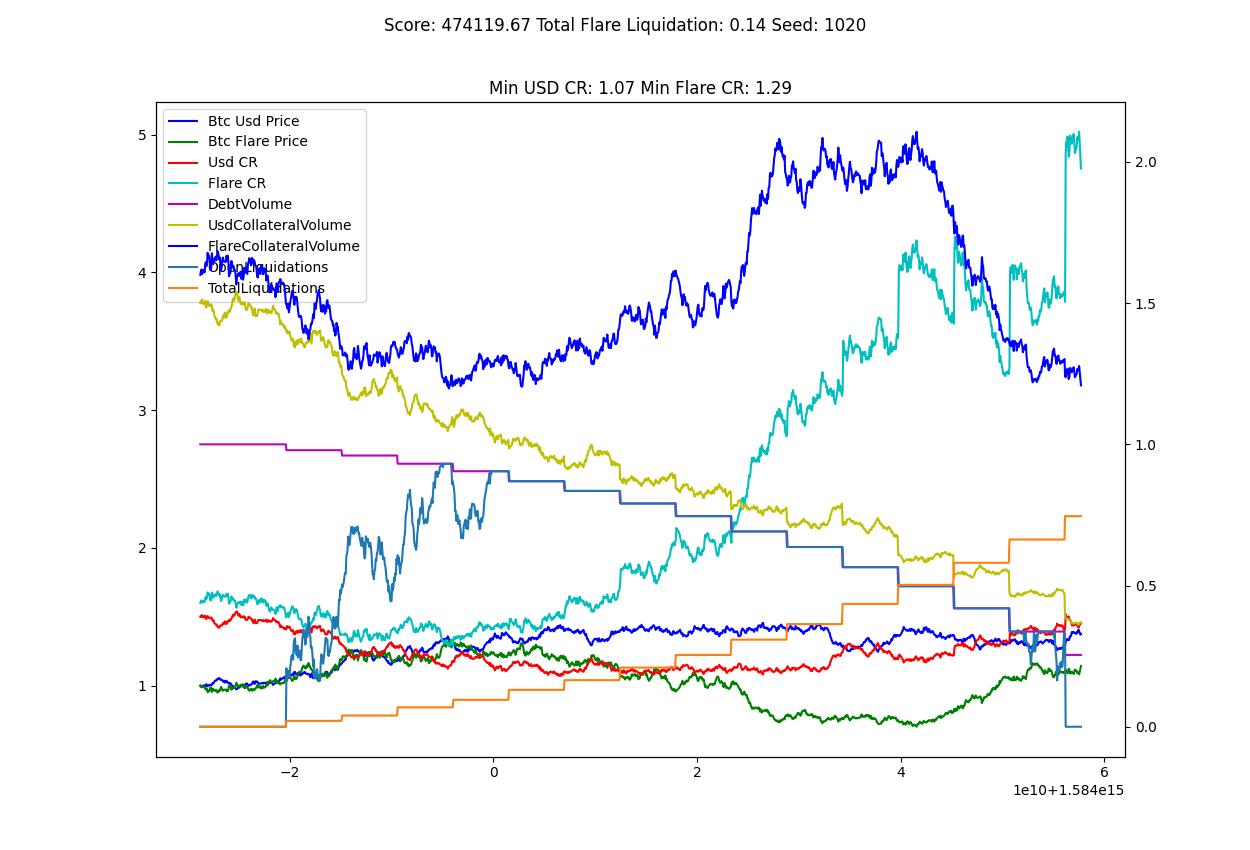 Score: 474119.67 Total Flare Liquidation: 0.14 Seed: 1020
Min USD CR: 1.07 Min Flare CR: 1.29
Btc Usd Price
Btc Flare Price
Usd CR
Flare CR
DebtVolume
UsdCollateralVolume
FlareCollateralVolume
OpenLiquidations
TotalLiquidations
5
4
3
2
1
2.0
1.5
1.0
0.5
0.0
−2 0 2 4 6
1e10+1.584e15